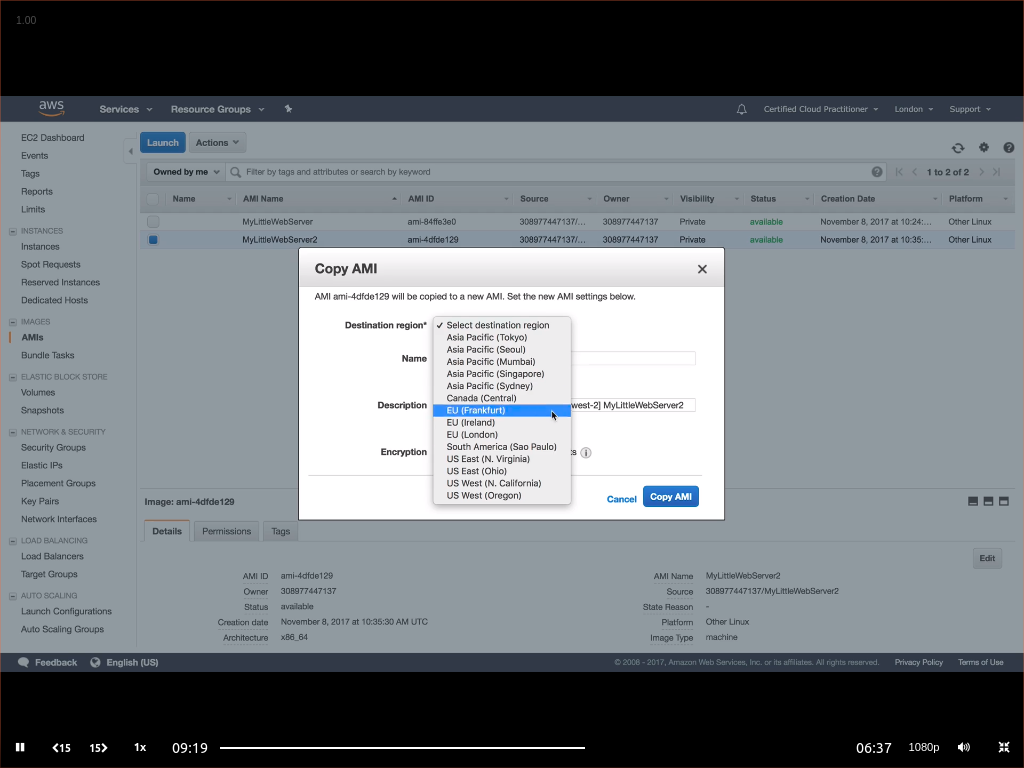 1.00
aws Services Resource Groups Certified Cloud Practitioner London Support
EC2 Dashboard
Events
Tags
Reports
Limits
INSTANCES
Instances
Spot Requests
Reserved Instances
Dedicated Hosts
IMAGES
AMIs
Bundle Tasks
ELASTIC BLOCK STORE
Volumes
Snapshots
NETWORK & SECURITY
Security Groups
Elastic IPs
Placement Groups
Key Pairs
Network Interfaces
LOAD BALANCING
Load Balancers
Target Groups
AUTO SCALING
Launch Configurations
Auto Scaling Groups
Launch Actions
Owned by me Filter by tags and attributes or search by keyword 1 to 2 of 2
Name AMI Name AMI ID Source Owner Visibility Status Creation Date Platform
MyLittleWebServer ami-84ffe3e0 308977447137/... 308977447137 Private available November 8, 2017 at 10:24:... Other Linux
MyLittleWebServer2 ami-4dfde129 308977447137/... 308977447137 Private available November 8, 2017 at 10:35:... Other Linux
Copy AMI
AMI ami-4dfde129 will be copied to a new AMI. Set the new AMI settings below.
Destination region*
Name
Description west-2] MyLittleWebServer2
Encryption
✓ Select destination region
Asia Pacific (Tokyo)
Asia Pacific (Seoul)
Asia Pacific (Mumbai)
Asia Pacific (Singapore)
Asia Pacific (Sydney)
Canada (Central)
EU (Frankfurt)
EU (Ireland)
EU (London)
South America (Sao Paulo)
US East (N. Virginia)
US East (Ohio)
US West (N. California)
US West (Oregon)
Cancel Copy AMI
Image: ami-4dfde129
Details Permissions Tags
Edit
AMI ID ami-4dfde129 AMI Name MyLittleWebServer2
Owner 308977447137 Source 308977447137/MyLittleWebServer2
Status available State Reason -
Creation date November 8, 2017 at 10:35:30 AM UTC Platform Other Linux
Architecture x86_64 Image Type machine
Feedback English (US) © 2008 - 2017, Amazon Web Services, Inc. or its affiliates. All rights reserved. Privacy Policy Terms of Use
15 15 1x 09:19 06:37 1080p